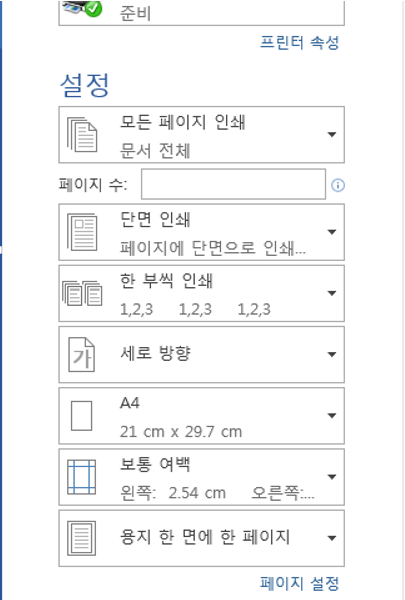 준비
프린터 속성
설정
모든 페이지 인쇄
문서 전체
페이지 수:
단면 인쇄
페이지에 단면으로 인쇄...
한 부씩 인쇄
1,2,3 1,2,3 1,2,3
가
세로 방향
A4
21 cm x 29.7 cm
보통 여백
왼쪽: 2.54 cm 오른쪽:...
용지 한 면에 한 페이지
페이지 설정